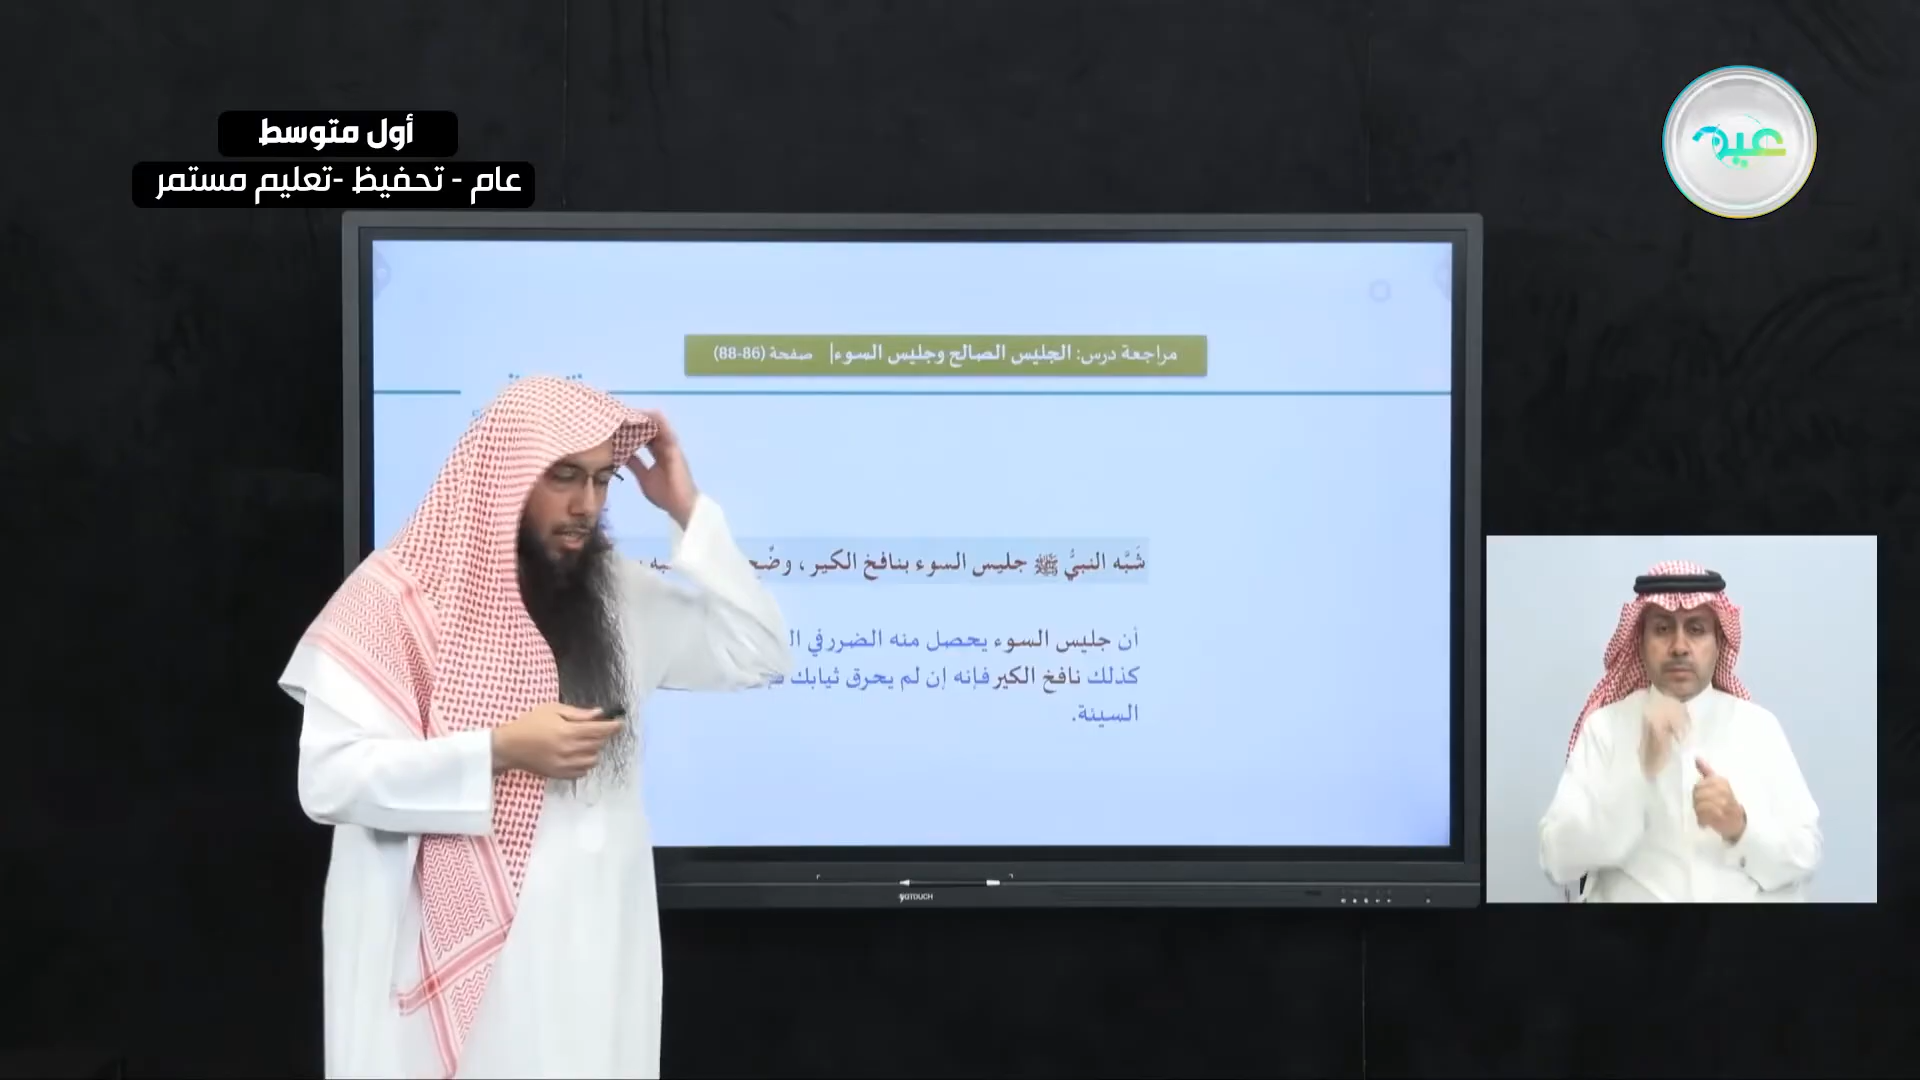 أول متوسط
عام - تحفيظ -تعليم مستمر
عين
مراجعة درس: الجليس الصالح وجليس السوء| صفحة (86-88)
شَبَّه النبيُّ ﷺ جليس السوء بنافخ الكير ،
أن جليس السوء يحصل منه الضرر في
كذلك نافخ الكير فإنه إن لم يحرق ثيابك
السيئة.